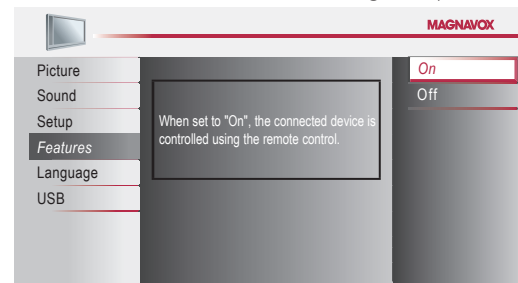 MAGNAVOX
Picture
Sound
Setup
Features
Language
USB
When set to "On", the connected device is
controlled using the remote control.
On
Off